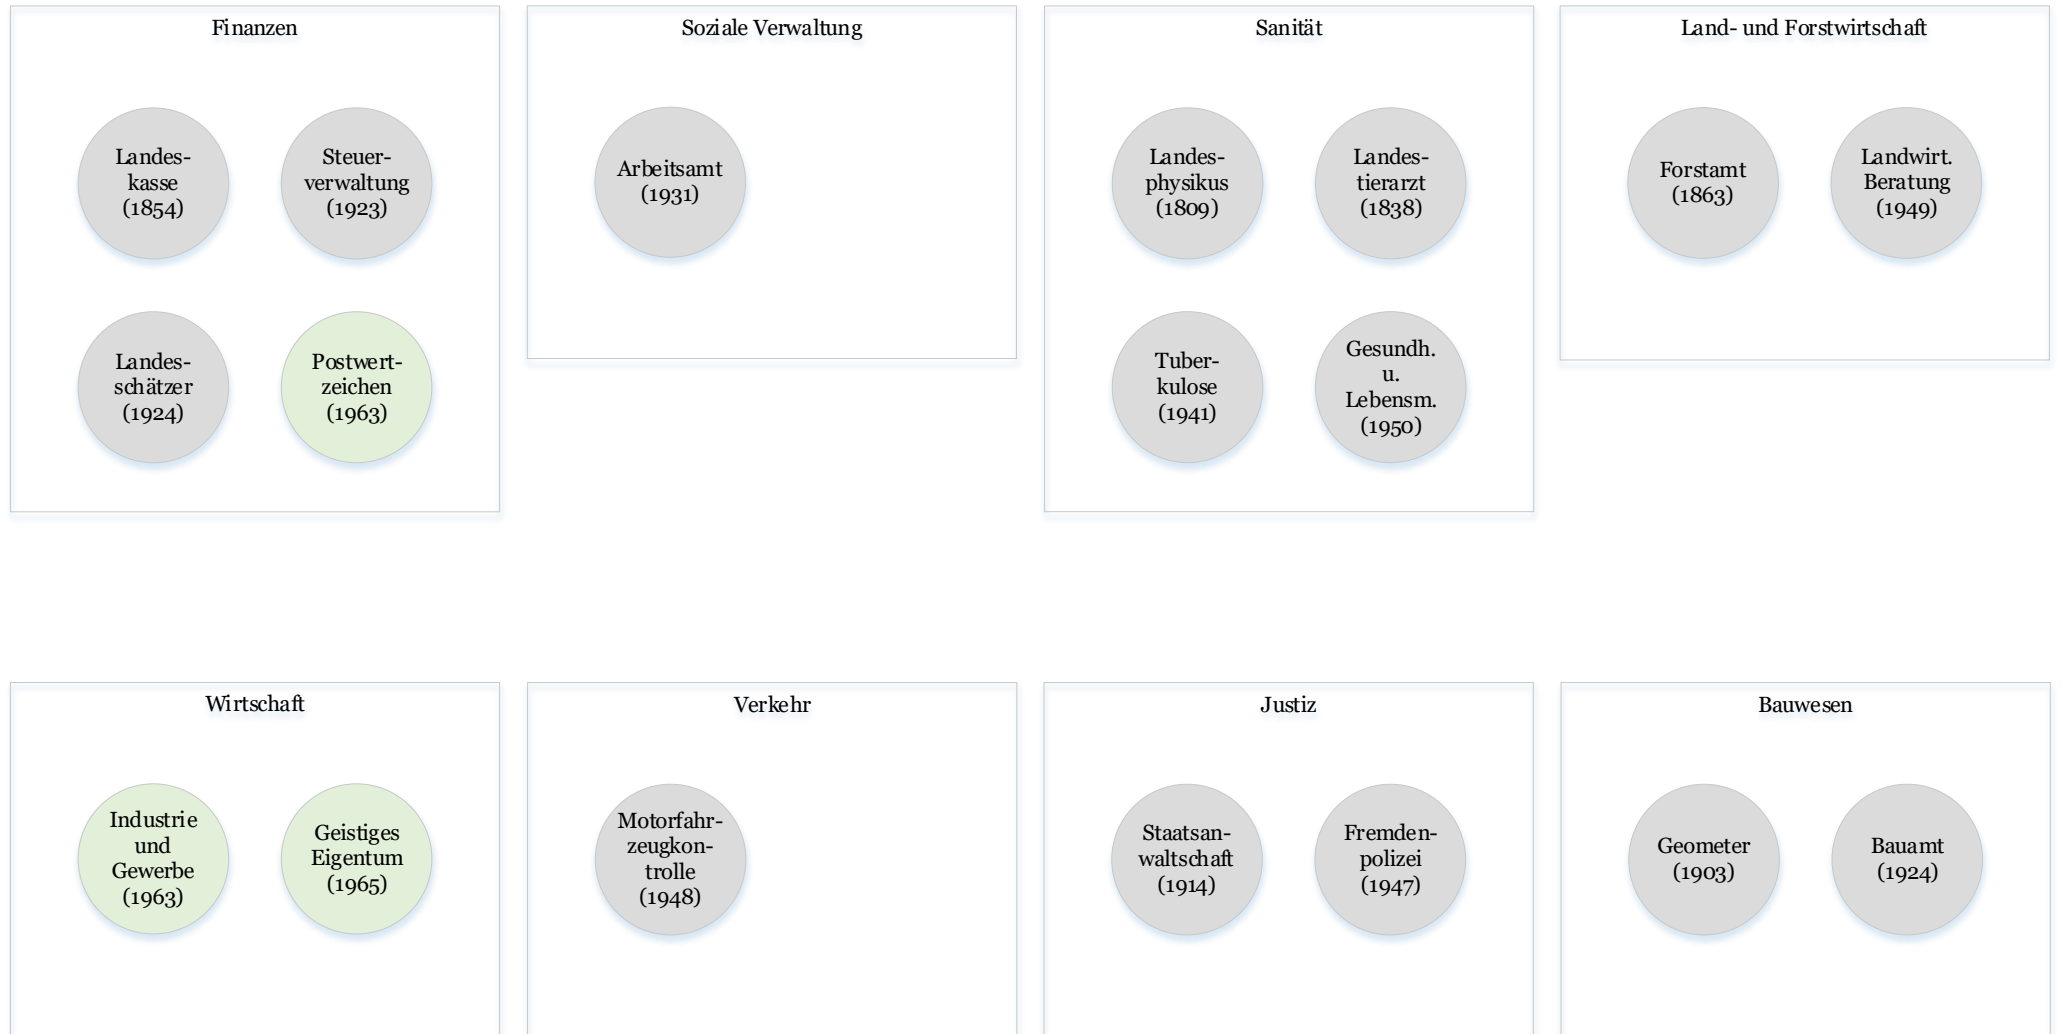 Finanzen
Landes-
kasse
(1854)
Steuer-
verwaltung
(1923)
Landes-
schätzer
(1924)
Postwert-
zeichen
(1963)
Soziale Verwaltung
Arbeitsamt
(1931)
Sanität
Landes-
physikus
(1809)
Landes-
tierarzt
(1838)
Tuber-
kulose
(1941)
Gesundh.
u.
Lebensm.
(1950)
Land- und Forstwirtschaft
Forstamt
(1863)
Landwirt.
Beratung
(1949)
Wirtschaft
Industrie
und
Gewerbe
(1963)
Geistiges
Eigentum
(1965)
Verkehr
Motorfahr-
zeugkon-
trolle
(1948)
Justiz
Staatsan-
waltschaft
(1914)
Fremden-
polizei
(1947)
Bauwesen
Geometer
(1903)
Bauamt
(1924)